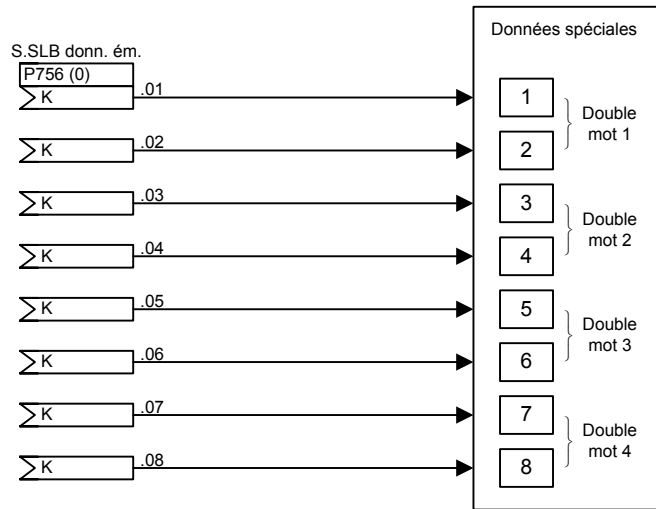 Données spéciales
S.SLB donn. ém.
P756 (0)
K .01 1
Double
mot 1
K .02 2
K .03 3
Double
mot 2
K .04 4
K .05 5
Double
mot 3
K .06 6
K .07 7
Double
mot 4
K .08 8